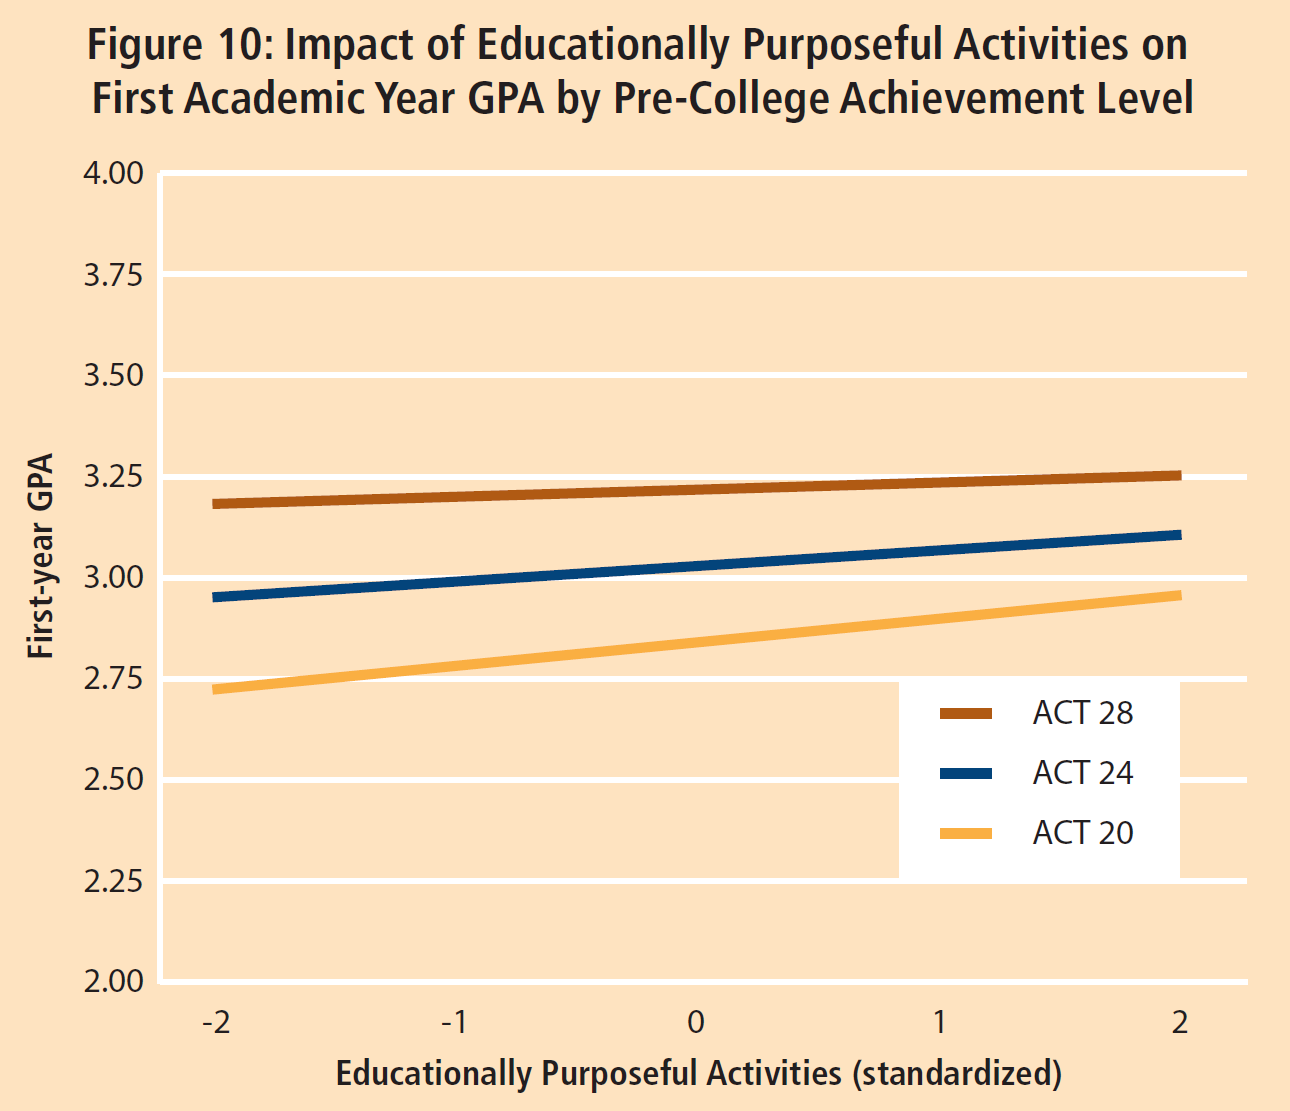 Figure 10: Impact of Educationally Purposeful Activities on
First Academic Year GPA by Pre-College Achievement Level
4.00
3.75
3.50
3.25
3.00
2.75
2.50
2.25
2.00
First-year GPA
ACT 28
ACT 24
ACT 20
-2 -1 0 1 2
Educationally Purposeful Activities (standardized)